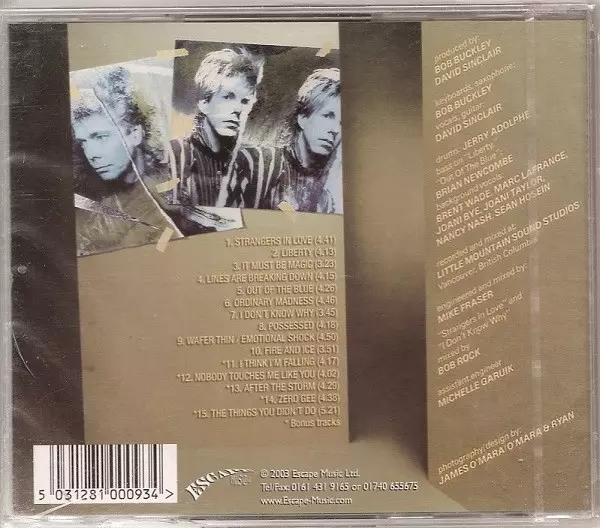 1. STRANGERS IN LOVE (4.41)
2. LIBERTY (4.13)
3. IT MUST BE MAGIC (3.23)
4. LINES ARE BREAKING DOWN (4.15)
5. OUT OF THE BLUE (4.26)
6. ORDINARY MADNESS (4.46)
7. I DON'T KNOW WHY (3.45)
8. POSSESSED (4.18)
9. WAFER THIN / EMOTIONAL SHOCK (4.50)
10. FIRE AND ICE (3.51)
*11. I THINK I'M FALLING (4.17)
*12. NOBODY TOUCHES ME LIKE YOU (4.02)
*13. AFTER THE STORM (4.29)
*14. ZERO GEE (4.38)
*15. THE THINGS YOU DIDN'T DO (5.21)
* Bonus tracks
produced by:
BOB BUCKLEY
DAVID SINCLAIR
keyboards, saxophone:
BOB BUCKLEY
vocals, guitar:
DAVID SINCLAIR
drums: JERRY ADOLPHE
bass on "Liberty,
"Out Of The Blue":
BRIAN NEWCOMBE
background vocals:
BRENT WADE, MARC LAFRANCE,
JOANI BYE, JOANI TAYLOR,
NANCY NASH, SEAN HOSEIN
recorded and mixed at:
LITTLE MOUNTAIN SOUND STUDIOS
Vancouver, British Columbia
engineered and mixed by:
MIKE FRASER
"Strangers in Love" and
"I Don't Know Why"
mixed by
BOB ROCK
assistant engineer
MICHELLE GARUIK
photography/design by:
JAMES O'MARA/O'MARA & RYAN
5 031281 000934 >
ESCAPE
MUSIC
© 2003 Escape Music Ltd.
Tel/Fax: 0161 431 9165 or 01740 655675
www.Escape-Music.com